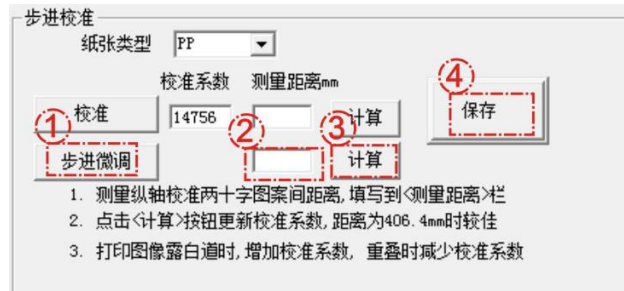 步进校准
纸张类型 PP
校准系数 测量距离mm
④
① 校准 14756 计算 保存
② ③
步进微调 计算
1. 测量纵轴校准两十字图案间距离,填写到<测量距离>栏
2. 点击<计算>按钮更新校准系数,距离为406.4mm时较佳
3. 打印图像露白道时,增加校准系数, 重叠时减少校准系数